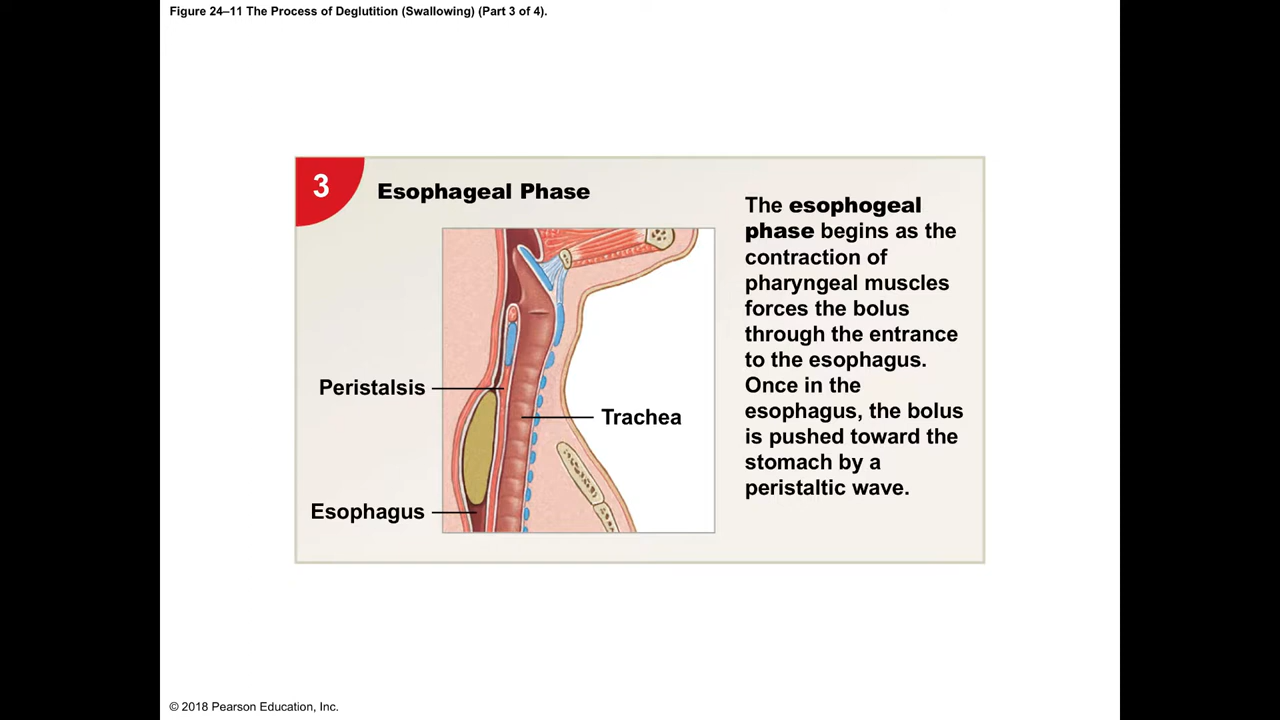 Figure 24–11 The Process of Deglutition (Swallowing) (Part 3 of 4).
3
Esophageal Phase
Peristalsis
Trachea
Esophagus
The esophogeal
phase begins as the
contraction of
pharyngeal muscles
forces the bolus
through the entrance
to the esophagus.
Once in the
esophagus, the bolus
is pushed toward the
stomach by a
peristaltic wave.
© 2018 Pearson Education, Inc.